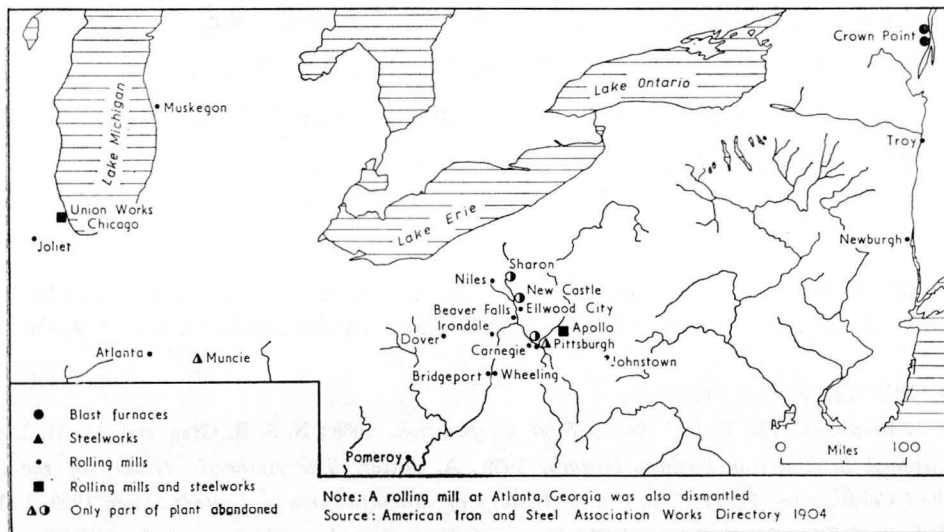 Crown Point
Lake Ontario
Lake Michigan
Muskegon
Troy
Union Works
Chicago
Lake Erie
Joliet
Newburgh
Sharon
Niles
New Castle
Beaver Falls
Ellwood City
Irondale
Apollo
Dover
Carnegie
Pittsburgh
Atlanta
Muncie
Johnstown
Bridgeport
Wheeling
Blast furnaces
Steelworks
Rolling mills
Rolling mills and steelworks
Only part of plant abandoned
Pomeroy
0 Miles 100
Note: A rolling mill at Atlanta, Georgia was also dismantled
Source: American Iron and Steel Association Works Directory 1904